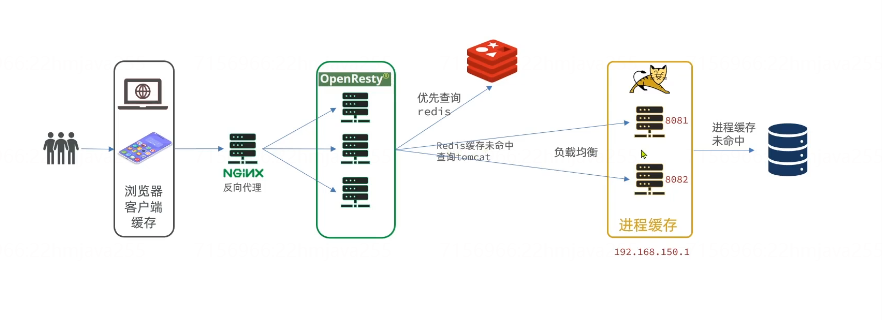 OpenResty
优先查询
redis
8081
进程缓存
未命中
Redis缓存未命中
查询tomcat
负载均衡
NGINX
反向代理
8082
浏览器
客户端
缓存
进程缓存
192.168.150.1